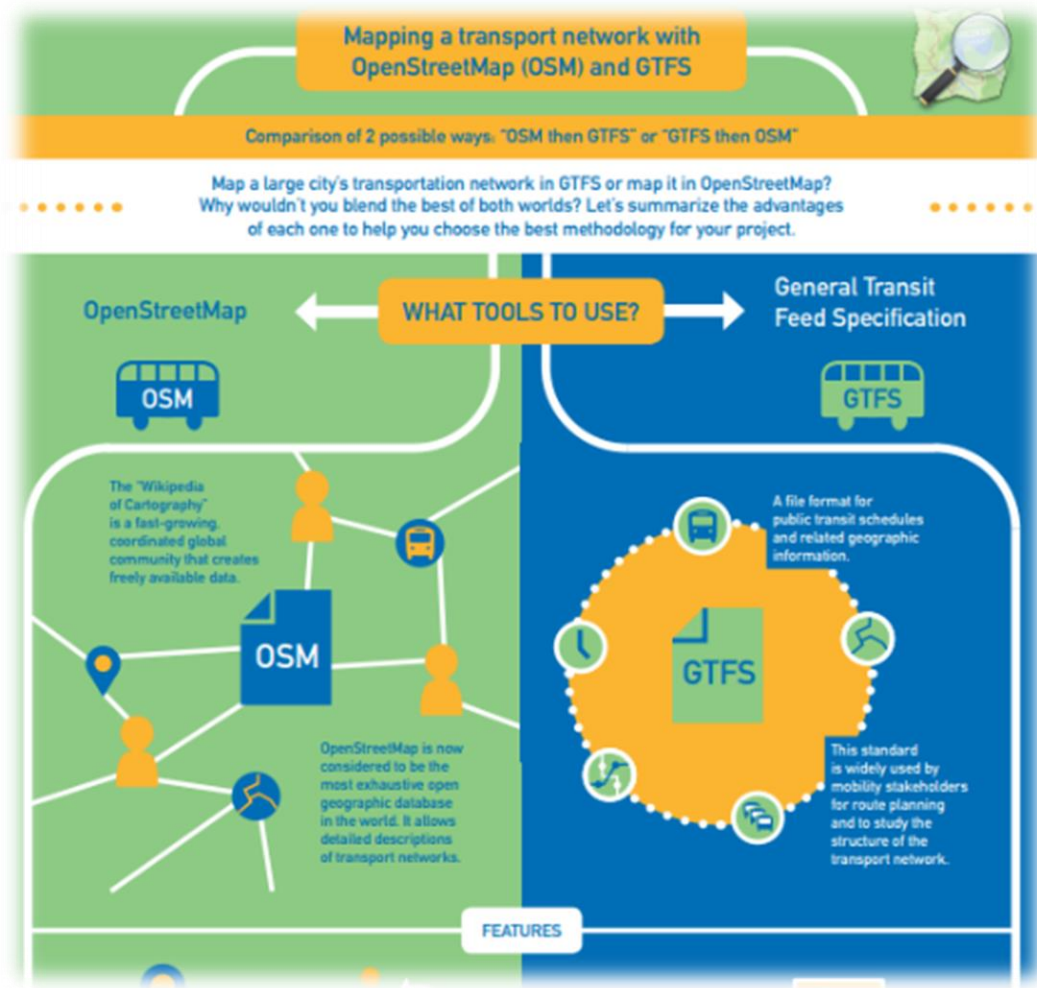 Mapping a transport network with
OpenStreetMap (OSM) and GTFS
Comparison of 2 possible ways: "OSM then GTFS" or "GTFS then OSM"
Map a large city's transportation network in GTFS or map it in OpenStreetMap?
Why wouldn't you blend the best of both worlds? Let's summarize the advantages
of each one to help you choose the best methodology for your project.
OpenStreetMap
WHAT TOOLS TO USE?
General Transit
Feed Specification
OSM
GTFS
The "Wikipedia
of Cartography"
is a fast-growing,
coordinated global
community that creates
freely available data.
OSM
OpenStreetMap is now
considered to be the
most exhaustive open
geographic database
in the world. It allows
detailed descriptions
of transport networks.
A file format for
public transit schedules
and related geographic
information.
GTFS
This standard
is widely used by
mobility stakeholders
for route planning
and to study the
structure of the
transport network.
FEATURES